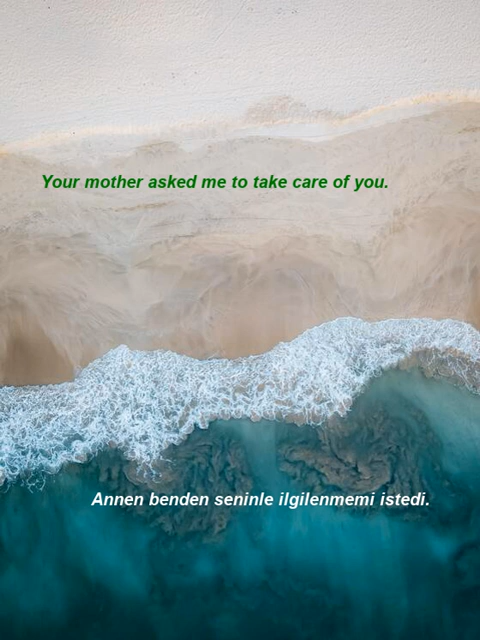 Your mother asked me to take care of you.
Annen benden seninle ilgilenmemi istedi.